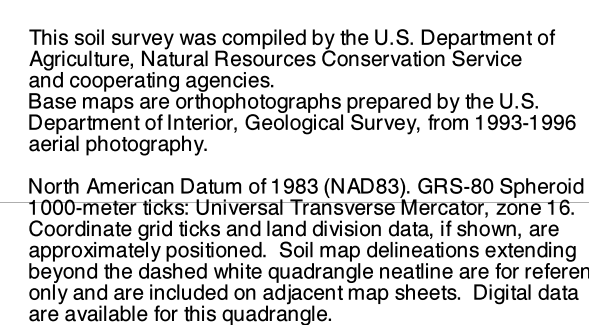 This soil survey was compiled by the U.S. Department of
Agriculture, Natural Resources Conservation Service
and cooperating agencies.
Base maps are orthophotographs prepared by the U.S.
Department of Interior, Geological Survey, from 1993-1996
aerial photography.
North American Datum of 1983 (NAD83). GRS-80 Spheroid
1000-meter ticks: Universal Transverse Mercator, zone 16.
Coordinate grid ticks and land division data, if shown, are
approximately positioned.  Soil map delineations extending
beyond the dashed white quadrangle neatline are for referen
only and are included on adjacent map sheets.  Digital data
are available for this quadrangle.